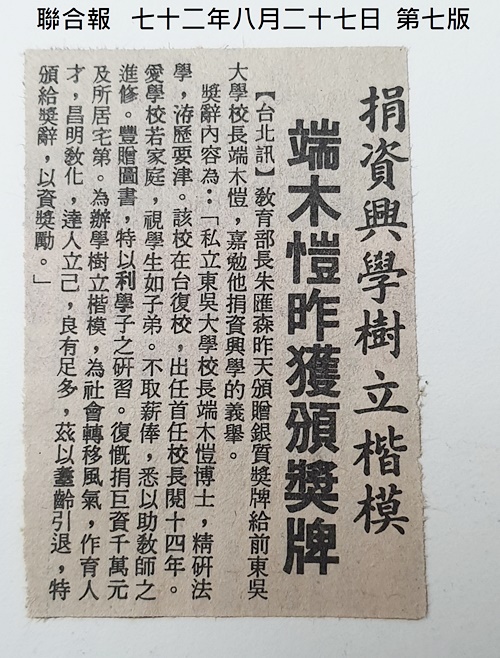 聯合報 七十二年八月二十七日 第七版
捐資興學樹立楷模
端木愷昨獲頒獎牌
【台北訊】教育部長朱匯森昨天頒贈銀質獎牌給前東吳
大學校長端木愷,嘉勉他捐資興學的義舉。
獎辭內容為:「私立東吳大學校長端木愷博士,精硏法
學,洊歷要津。該校在台復校,出任首任校長閱十四年。
愛學校若家庭,視學生如子弟。不取薪俸,悉以助教師之
進修。豐贈圖書,特以利學子之硏習。復慨捐巨資千萬元
及所居宅第。為辦學樹立楷模,為社會轉移風氣,作育人
才,昌明教化,達人立己,良有足多,茲以耋齡引退,特
頒給獎辭,以資獎勵。」